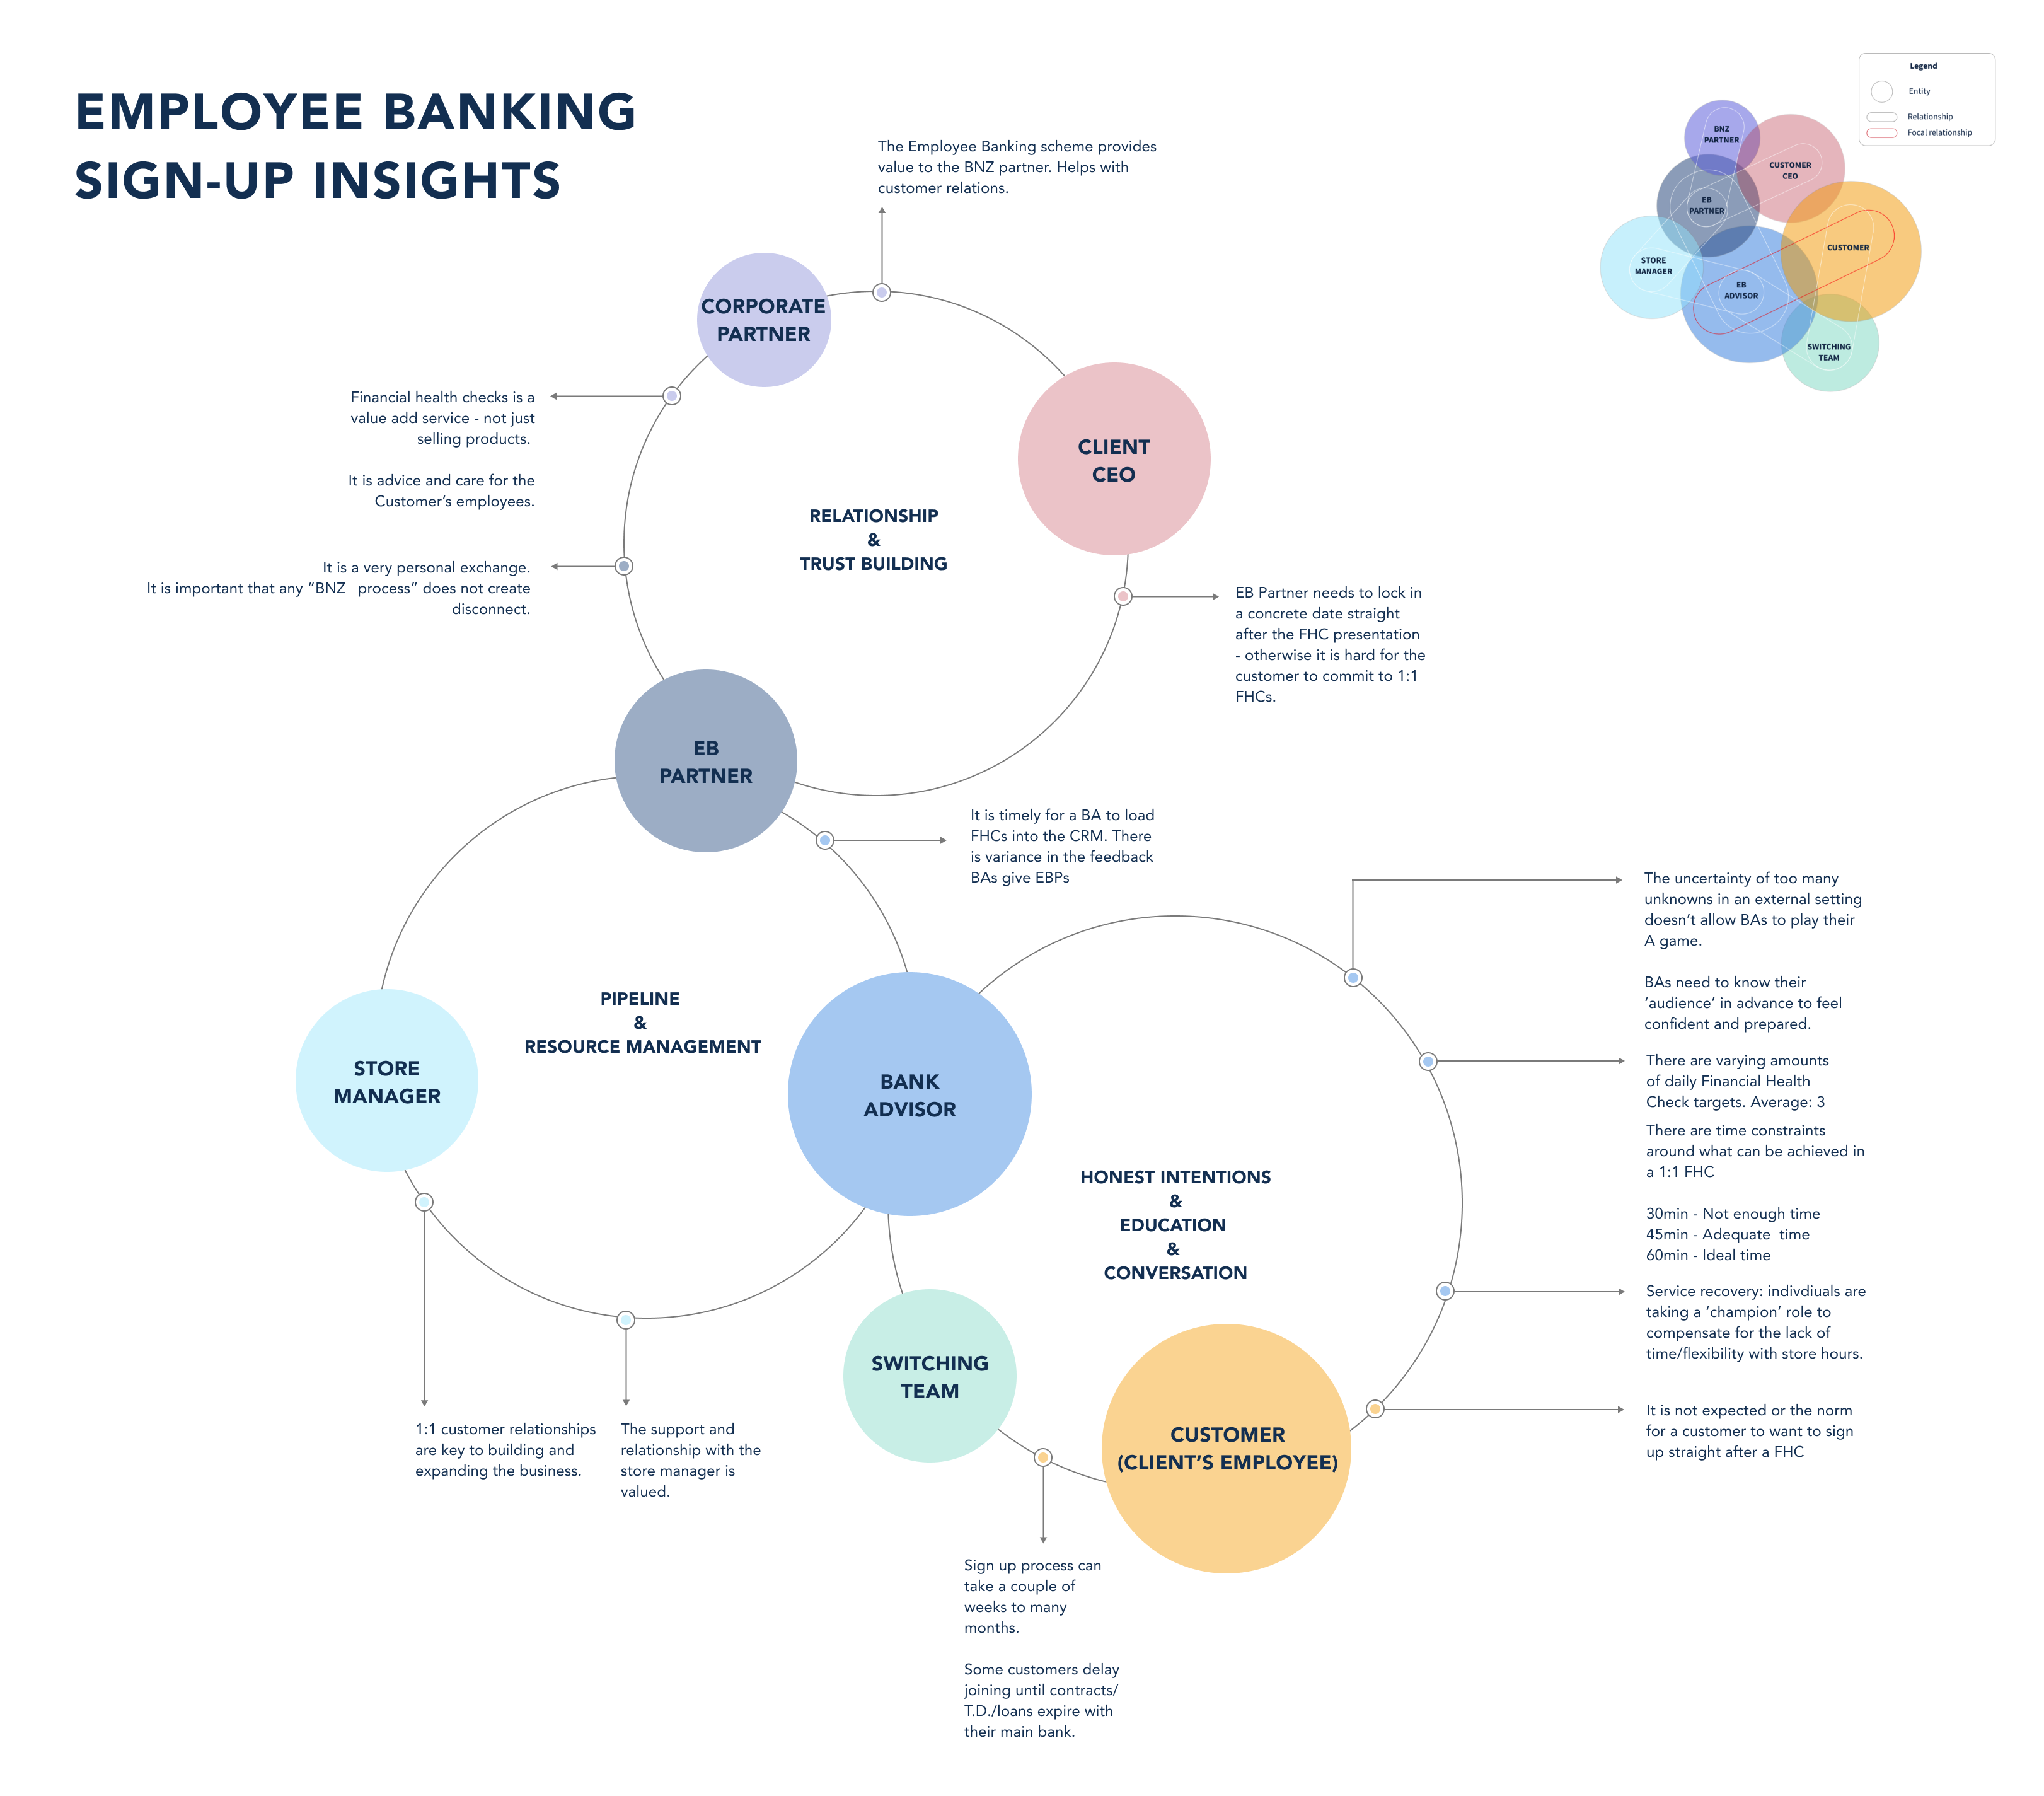 EMPLOYEE BANKING
SIGN-UP INSIGHTS
Legend
Entity
Relationship
Focal relationship
BNZ
PARTNER
CUSTOMER
CEO
EB
PARTNER
CUSTOMER
STORE
MANAGER
EB
ADVISOR
SWITCHING
TEAM
The Employee Banking scheme provides
value to the BNZ partner. Helps with
customer relations.
CORPORATE
PARTNER
Financial health checks is a
value add service - not just
selling products.
It is advice and care for the
Customer’s employees.
CLIENT
CEO
RELATIONSHIP
&
TRUST BUILDING
It is a very personal exchange.
It is important that any “BNZ process” does not create
disconnect.
EB Partner needs to lock in
a concrete date straight
after the FHC presentation
- otherwise it is hard for the
customer to commit to 1:1
FHCs.
EB
PARTNER
It is timely for a BA to load
FHCs into the CRM. There
is variance in the feedback
BAs give EBPs
The uncertainty of too many
unknowns in an external setting
doesn’t allow BAs to play their
A game.
BAs need to know their
‘audience’ in advance to feel
confident and prepared.
PIPELINE
&
RESOURCE MANAGEMENT
STORE
MANAGER
BANK
ADVISOR
There are varying amounts
of daily Financial Health
Check targets. Average: 3
There are time constraints
around what can be achieved in
a 1:1 FHC
30min - Not enough time
45min - Adequate time
60min - Ideal time
HONEST INTENTIONS
&
EDUCATION
&
CONVERSATION
Service recovery: indivdiuals are
taking a ‘champion’ role to
compensate for the lack of
time/flexibility with store hours.
SWITCHING
TEAM
CUSTOMER
(CLIENT’S EMPLOYEE)
It is not expected or the norm
for a customer to want to sign
up straight after a FHC
1:1 customer relationships
are key to building and
expanding the business.
The support and
relationship with the
store manager is
valued.
Sign up process can
take a couple of
weeks to many
months.
Some customers delay
joining until contracts/
T.D./loans expire with
their main bank.